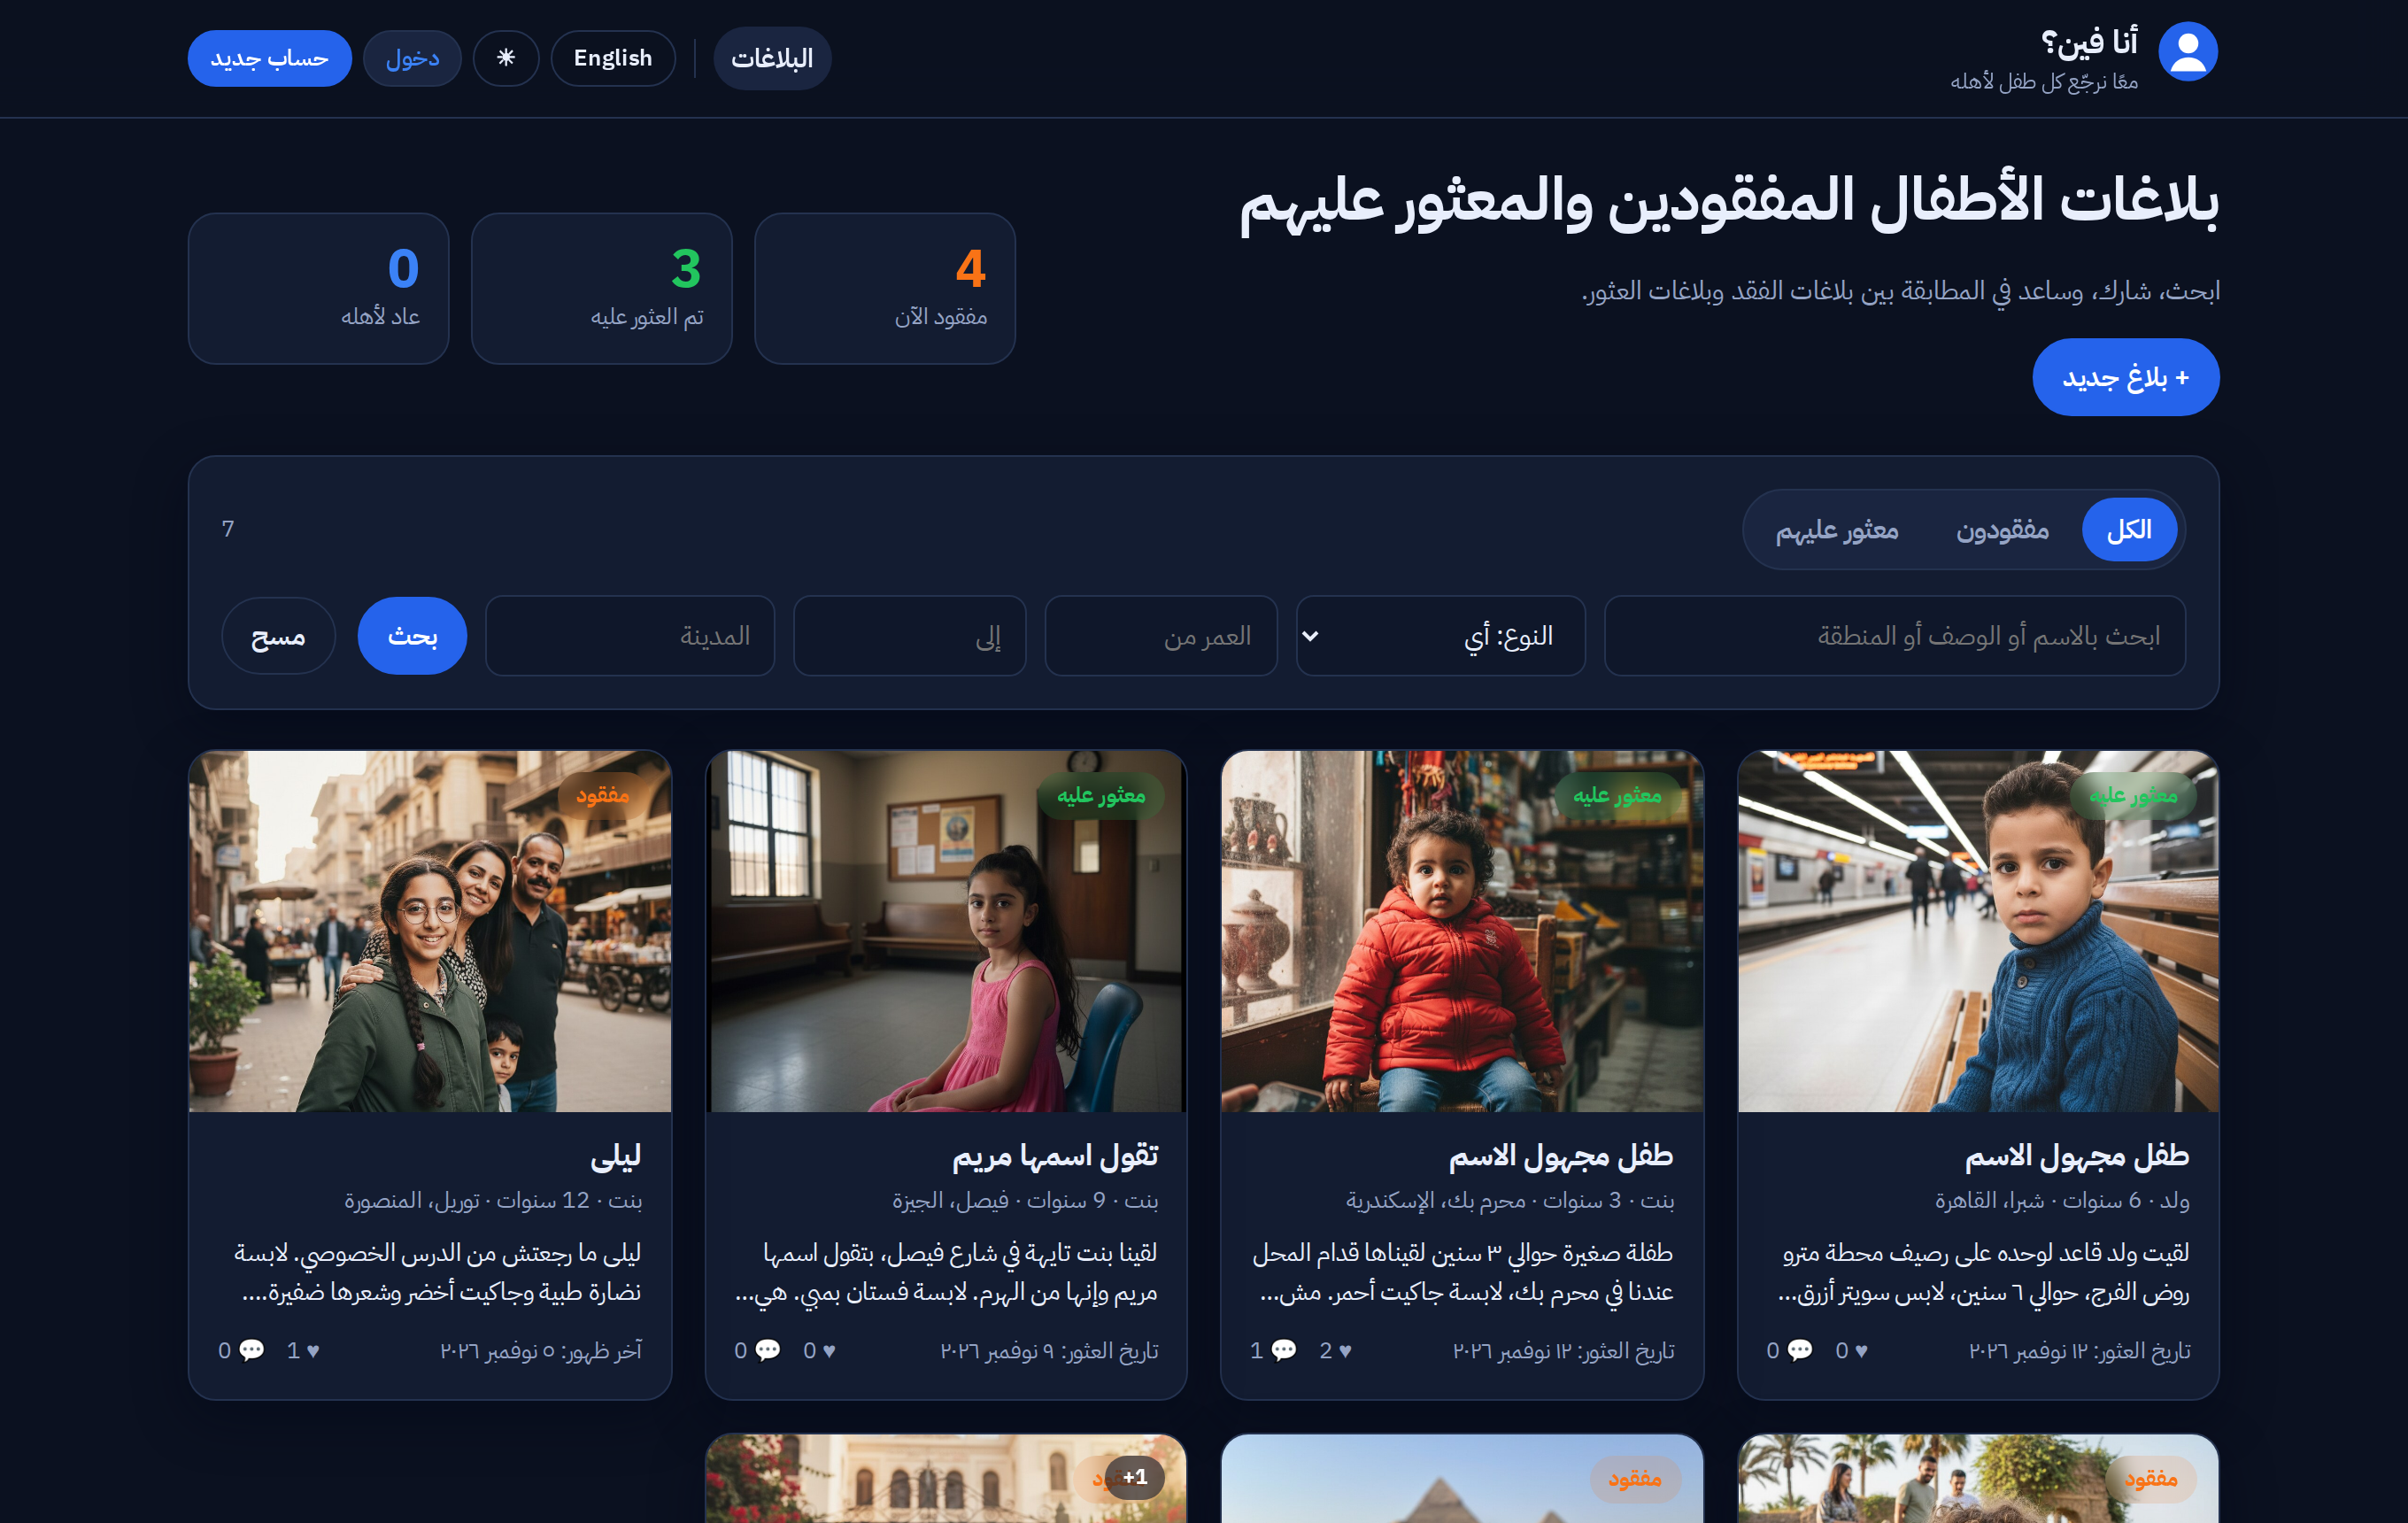 أنا فين؟
معًا نرجّع كل طفل لأهله
البلاغات
English
دخول
حساب جديد
بلاغات الأطفال المفقودين والمعثور عليهم
ابحث، شارك، وساعد في المطابقة بين بلاغات الفقد وبلاغات العثور.
+ بلاغ جديد
4
مفقود الآن
3
تم العثور عليه
0
عاد لأهله
الكل
مفقودون
معثور عليهم
7
ابحث بالاسم أو الوصف أو المنطقة
النوع: أي
العمر من
إلى
المدينة
بحث
مسح
معثور عليه
طفل مجهول الاسم
ولد · 6 سنوات · شبرا، القاهرة
لقيت ولد قاعد لوحده على رصيف محطة مترو
روض الفرج، حوالي ٦ سنين، لابس سويتر أزرق...
تاريخ العثور: ١٢ نوفمبر ٢٠٢٦
♥ 0
💬 0
معثور عليه
طفل مجهول الاسم
بنت · 3 سنوات · محرم بك، الإسكندرية
طفلة صغيرة حوالي ٣ سنين لقيناها قدام المحل
عندنا في محرم بك، لابسة جاكيت أحمر. مش...
تاريخ العثور: ١٢ نوفمبر ٢٠٢٦
♥ 2
💬 1
معثور عليه
تقول اسمها مريم
بنت · 9 سنوات · فيصل، الجيزة
لقينا بنت تايهة في شارع فيصل، بتقول اسمها
مريم وإنها من الهرم. لابسة فستان بمبي. هي...
تاريخ العثور: ٩ نوفمبر ٢٠٢٦
♥ 0
💬 0
مفقود
ليلى
بنت · 12 سنوات · توريل، المنصورة
ليلى ما رجعتش من الدرس الخصوصي. لابسة
نضارة طبية وجاكيت أخضر وشعرها ضفيرة....
آخر ظهور: ٥ نوفمبر ٢٠٢٦
♥ 1
💬 0
مفقود
مفقود
مفقود
+1